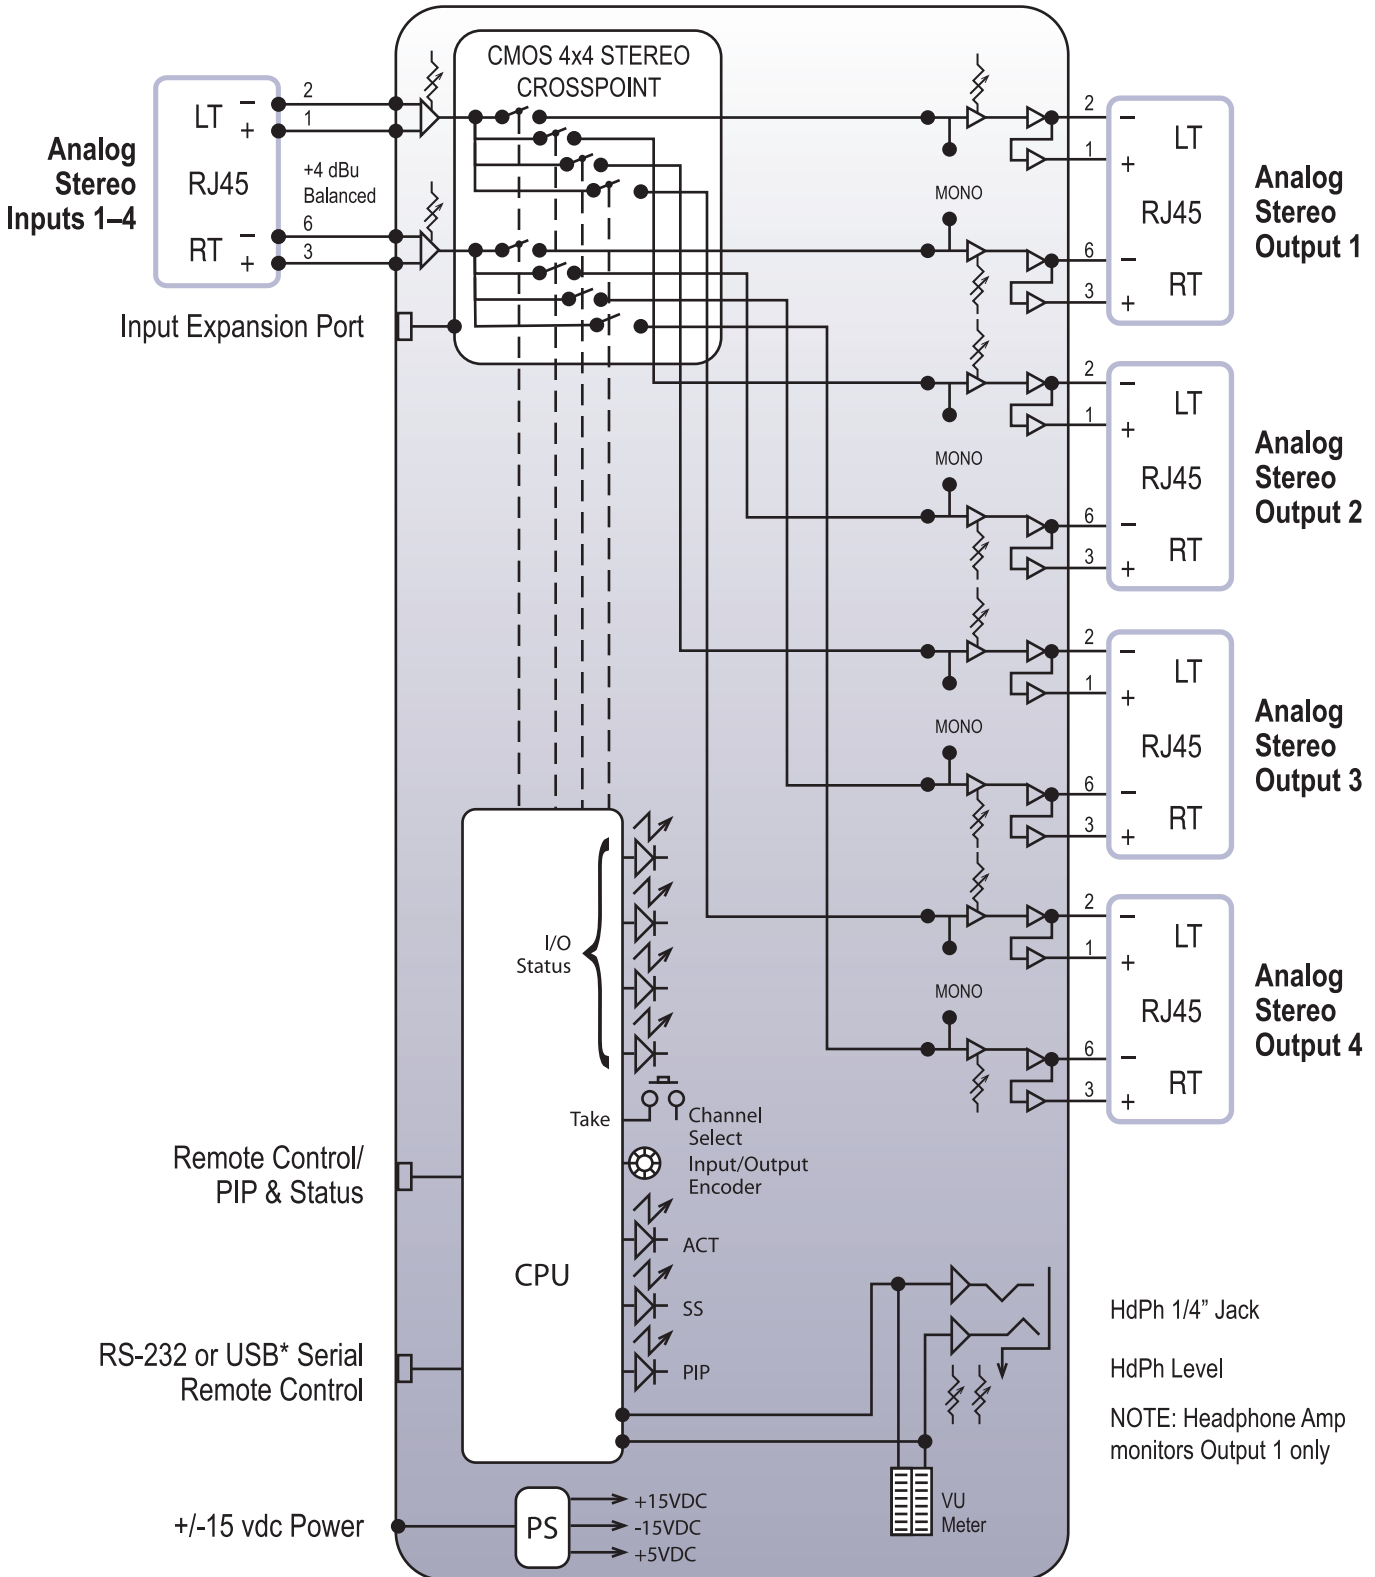 CMOS 4x4 STEREO
CROSSPOINT
Analog
Stereo
Inputs 1–4
LT
−
+
RJ45
RT
−
+
2
1
+4 dBu
Balanced
6
3
Input Expansion Port
MONO
2
1
6
3
−
LT
+
RJ45
−
RT
+
Analog
Stereo
Output 1
MONO
2
1
6
3
−
LT
+
RJ45
−
RT
+
Analog
Stereo
Output 2
MONO
2
1
6
3
−
LT
+
RJ45
−
RT
+
Analog
Stereo
Output 3
MONO
2
1
6
3
−
LT
+
RJ45
−
RT
+
Analog
Stereo
Output 4
I/O
Status
Take
Channel
Select
Input/Output
Encoder
Remote Control/
PIP & Status
CPU
ACT
SS
PIP
RS-232 or USB* Serial
Remote Control
HdPh 1/4” Jack
HdPh Level
NOTE: Headphone Amp
monitors Output 1 only
VU
Meter
+/-15 vdc Power
PS
+15VDC
-15VDC
+5VDC